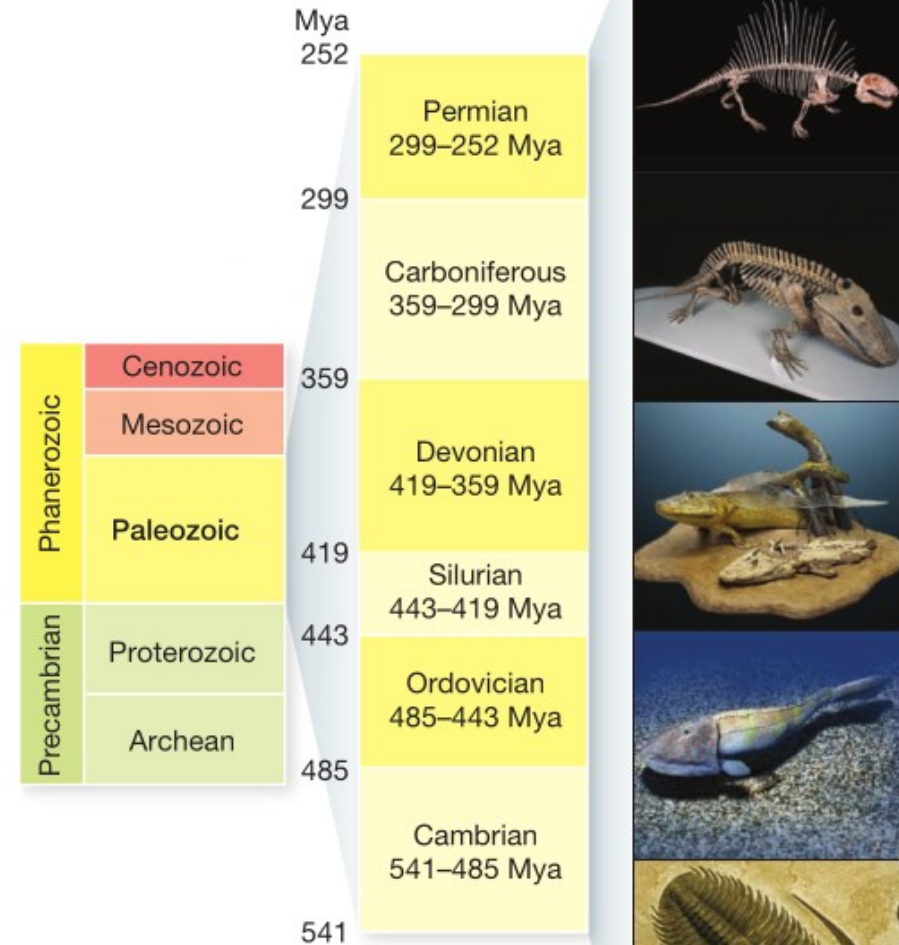 Mya
252
Permian
299–252 Mya
299
Carboniferous
359–299 Mya
359
Devonian
419–359 Mya
419
Silurian
443–419 Mya
443
Ordovician
485–443 Mya
485
Cambrian
541–485 Mya
541
Phanerozoic
Cenozoic
Mesozoic
Paleozoic
Precambrian
Proterozoic
Archean